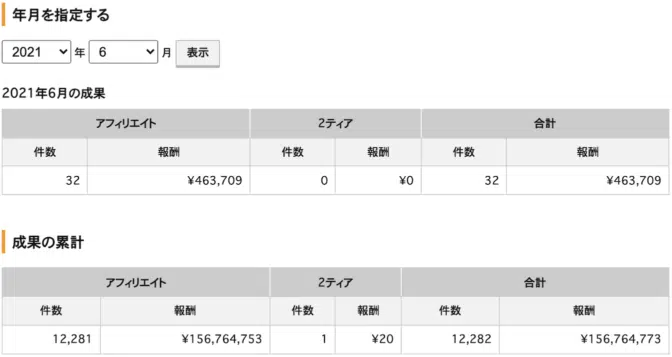 年月を指定する
2021 年 6 月 表示
2021年6月の成果
アフィリエイト 2ティア 合計
件数 報酬 件数 報酬 件数 報酬
32 ¥463,709 0 ¥0 32 ¥463,709
成果の累計
アフィリエイト 2ティア 合計
件数 報酬 件数 報酬 件数 報酬
12,281 ¥156,764,753 1 ¥20 12,282 ¥156,764,773